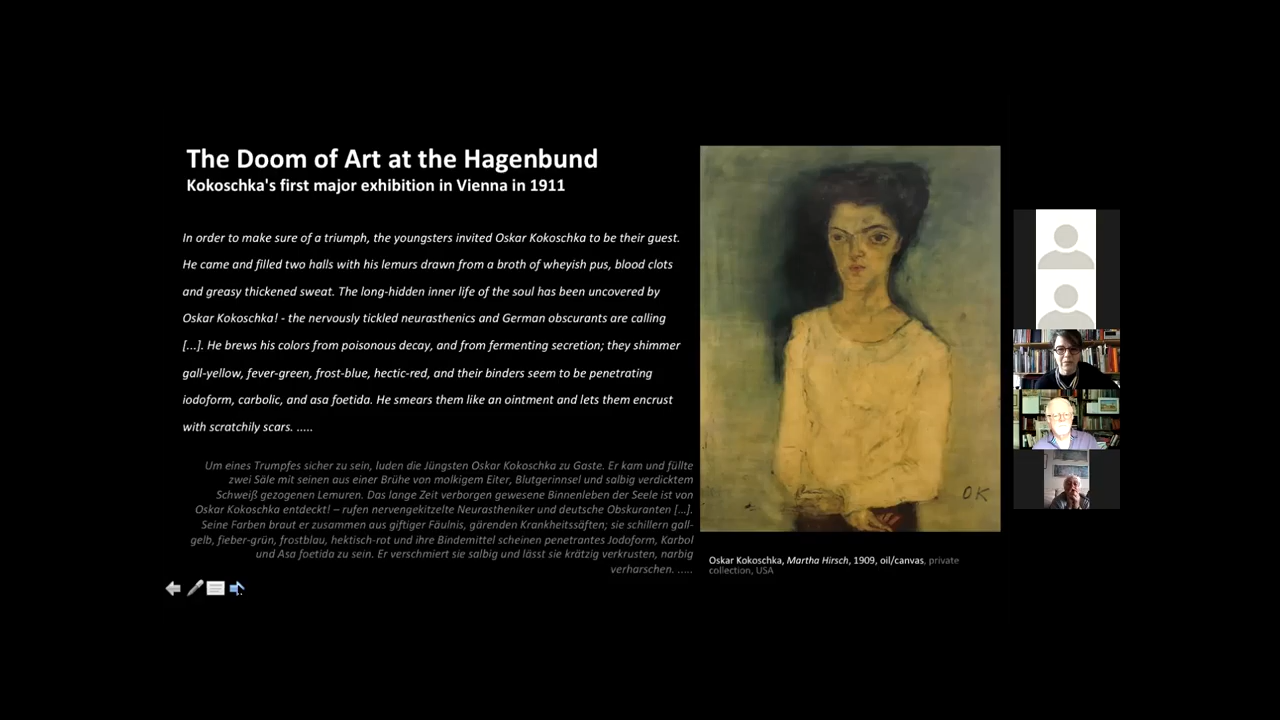 The Doom of Art at the Hagenbund
Kokoschka's first major exhibition in Vienna in 1911
In order to make sure of a triumph, the youngsters invited Oskar Kokoschka to be their guest.
He came and filled two halls with his lemurs drawn from a broth of wheyish pus, blood clots
and greasy thickened sweat. The long-hidden inner life of the soul has been uncovered by
Oskar Kokoschka! - the nervously tickled neurasthenics and German obscurants are calling
[...]. He brews his colors from poisonous decay, and from fermenting secretion; they shimmer
gall-yellow, fever-green, frost-blue, hectic-red, and their binders seem to be penetrating
iodoform, carbolic, and asa foetida. He smears them like an ointment and lets them encrust
with scratchily scars. .....
Um eines Trumpfes sicher zu sein, luden die Jüngsten Oskar Kokoschka zu Gaste. Er kam und füllte
zwei Säle mit seinen aus einer Brühe von molkigem Eiter, Blutgerinnsel und salbig verdicktem
Schweiß gezogenen Lemuren. Das lange Zeit verborgen gewesene Binnenleben der Seele ist von
Oskar Kokoschka entdeckt! – rufen nervengekitzelte Neurastheniker und deutsche Obskuranten [...].
Seine Farben braut er zusammen aus giftiger Fäulnis, gärenden Krankheitssäften; sie schillern gall-
gelb, fieber-grün, frostblau, hektisch-rot und ihre Bindemittel scheinen penetrantes Jodoform, Karbol
und Asa foetida zu sein. Er verschmiert sie salbig und lässt sie krätzig verkrusten, narbig
verharschen. .....
OK
Oskar Kokoschka, Martha Hirsch, 1909, oil/canvas, private
collection, USA